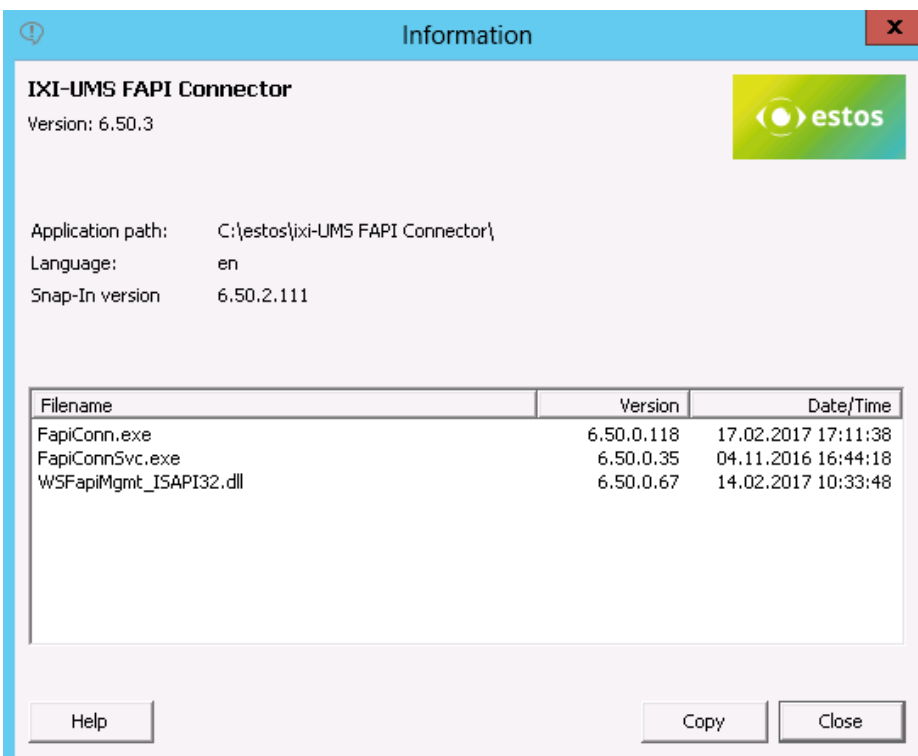 Information
x
IXI-UMS FAPI Connector
Version: 6.50.3
estos
Application path: C:\estos\ixi-UMS FAPI Connector\
Language: en
Snap-In version 6.50.2.111
Filename Version Date/Time
FapiConn.exe 6.50.0.118 17.02.2017 17:11:38
FapiConnSvc.exe 6.50.0.35 04.11.2016 16:44:18
WSFapiMgmt_ISAPI32.dll 6.50.0.67 14.02.2017 10:33:48
Help Copy Close